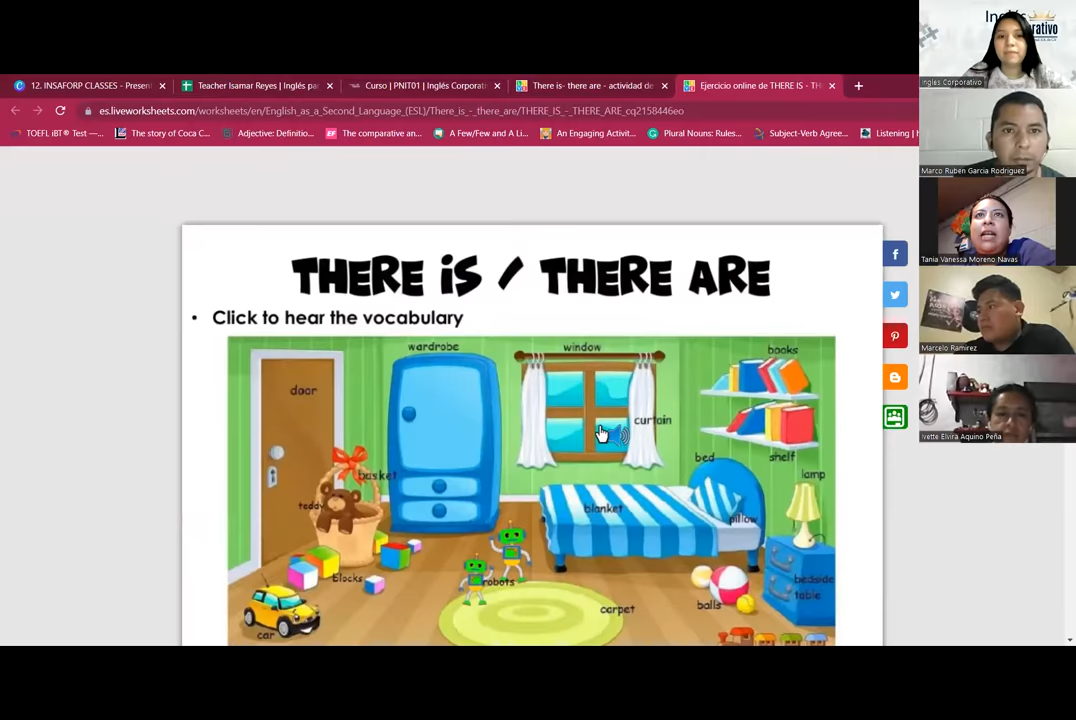 Inglés
rativo
Ingles Corporativo
12. INSAFORP CLASSES - Present
Teacher Isamar Reyes | Inglés pa
Curso | PNIT01 | Inglés Corporati
There is- there are - actividad de
Ejercicio online de THERE IS - TH
es.liveworksheets.com/worksheets/en/English_as_a_Second_Language_(ESL)/There_is_-_there_are/THERE_IS_-_THERE_ARE_cq2158446eo
TOEFL iBT® Test —...
The story of Coca C...
Adjective: Definitio...
The comparative an...
A Few/Few and A Li...
An Engaging Activit...
Plural Nouns: Rules...
Subject-Verb Agree...
Listening |
Marco Ruben Garcia Rodriguez
Tania Vanessa Moreno Navas
Marcelo Ramirez
Ivette Elvira Aquino Peña
THERE iS / THERE ARE
• Click to hear the vocabulary
wardrobe
window
books
door
curtain
bed
shelf
basket
lamp
teddy
blanket
pillow
blocks
robots
bedside
table
carpet
balls
car